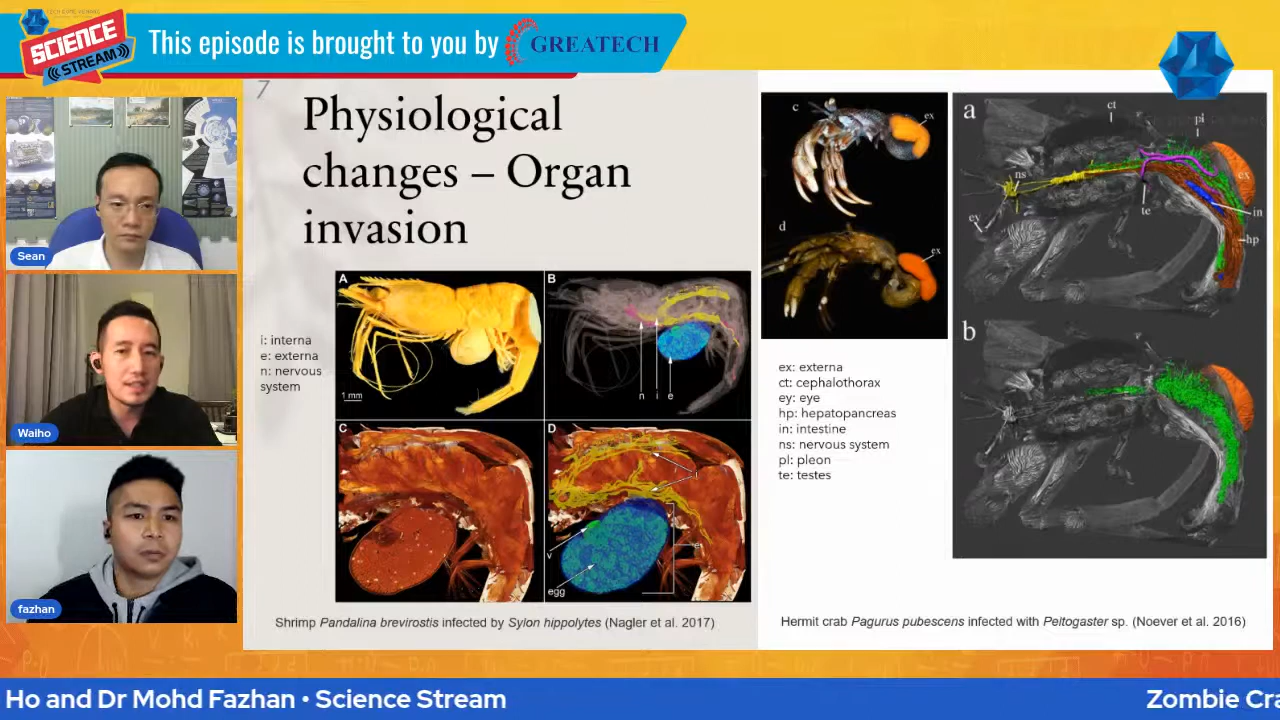 TECH DOME PENANG
SCIENCE
STREAM
This episode is brought to you by
GREATECH
Sean
Waiho
fazhan
7
Physiological
changes – Organ
invasion
i: interna
e: externa
n: nervous
system
A
B
1 mm
n i e
C
D
i
v
e
egg
Shrimp Pandalina brevirostis infected by Sylon hippolytes (Nagler et al. 2017)
c
ex
d
ex
ex: externa
ct: cephalothorax
ey: eye
hp: hepatopancreas
in: intestine
ns: nervous system
pl: pleon
te: testes
a
ct
pl
ns
ex
ey
te
in
hp
b
Hermit crab Pagurus pubescens infected with Peltogaster sp. (Noever et al. 2016)
Ho and Dr Mohd Fazhan • Science Stream
Zombie Cra